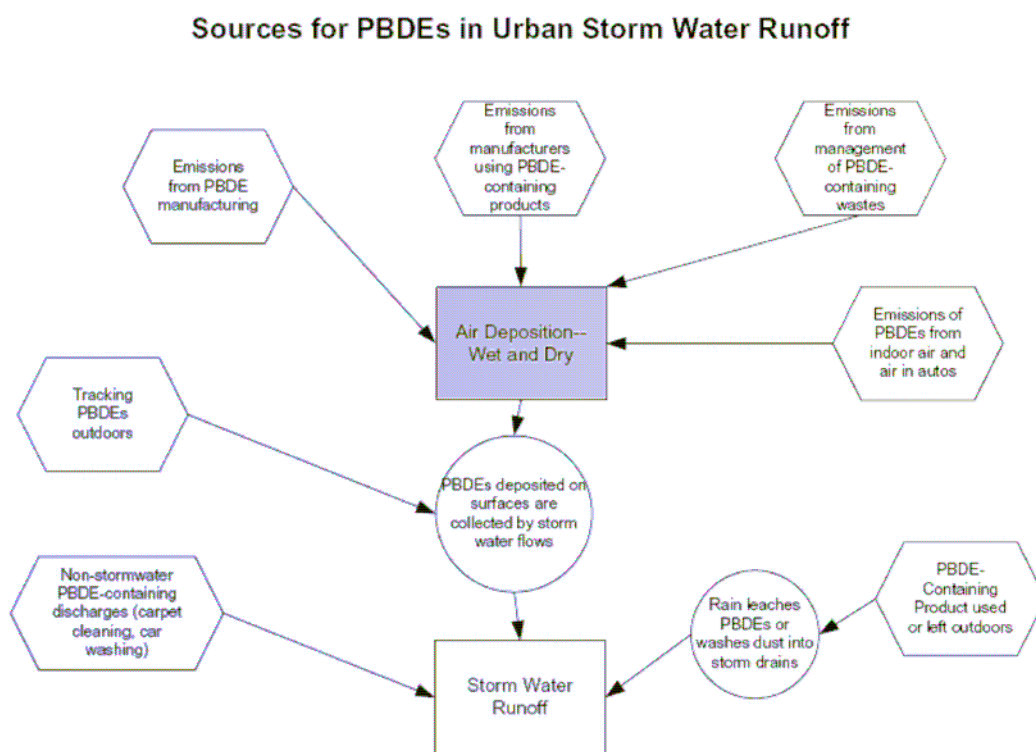 Sources for PBDEs in Urban Storm Water Runoff
Emissions
from PBDE
manufacturing
Emissions
from
manufacturers
using PBDE-
containing
products
Emissions
from
management
of PBDE-
containing
wastes
Air Deposition--
Wet and Dry
Emissions of
PBDEs from
indoor air and
air in autos
Tracking
PBDEs
outdoors
PBDEs deposited on
surfaces are
collected by storm
water flows
Non-stormwater
PBDE-containing
discharges (carpet
cleaning, car
washing)
Rain leaches
PBDEs or
washes dust into
storm drains
PBDE-
Containing
Product used
or left outdoors
Storm Water
Runoff